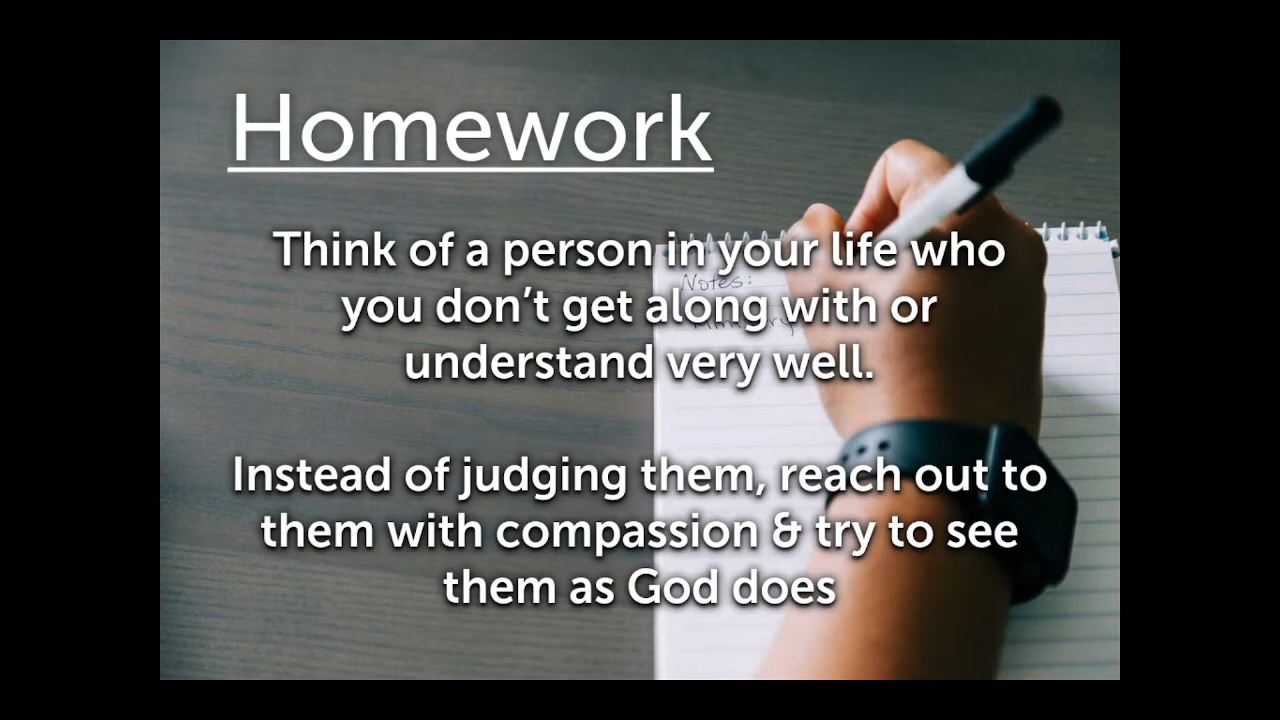 Homework
Think of a person in your life who
you don’t get along with or
understand very well.
Notes:
Instead of judging them, reach out to
them with compassion & try to see
them as God does